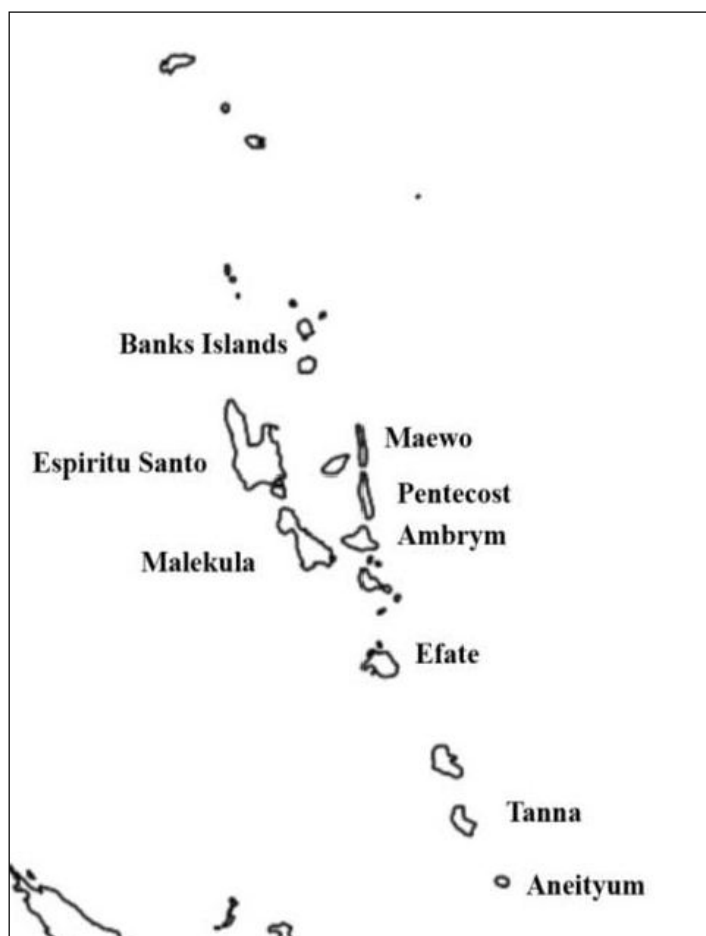 Banks Islands
Maewo
Espiritu Santo
Pentecost
Ambrym
Malekula
Efate
Tanna
Aneityum